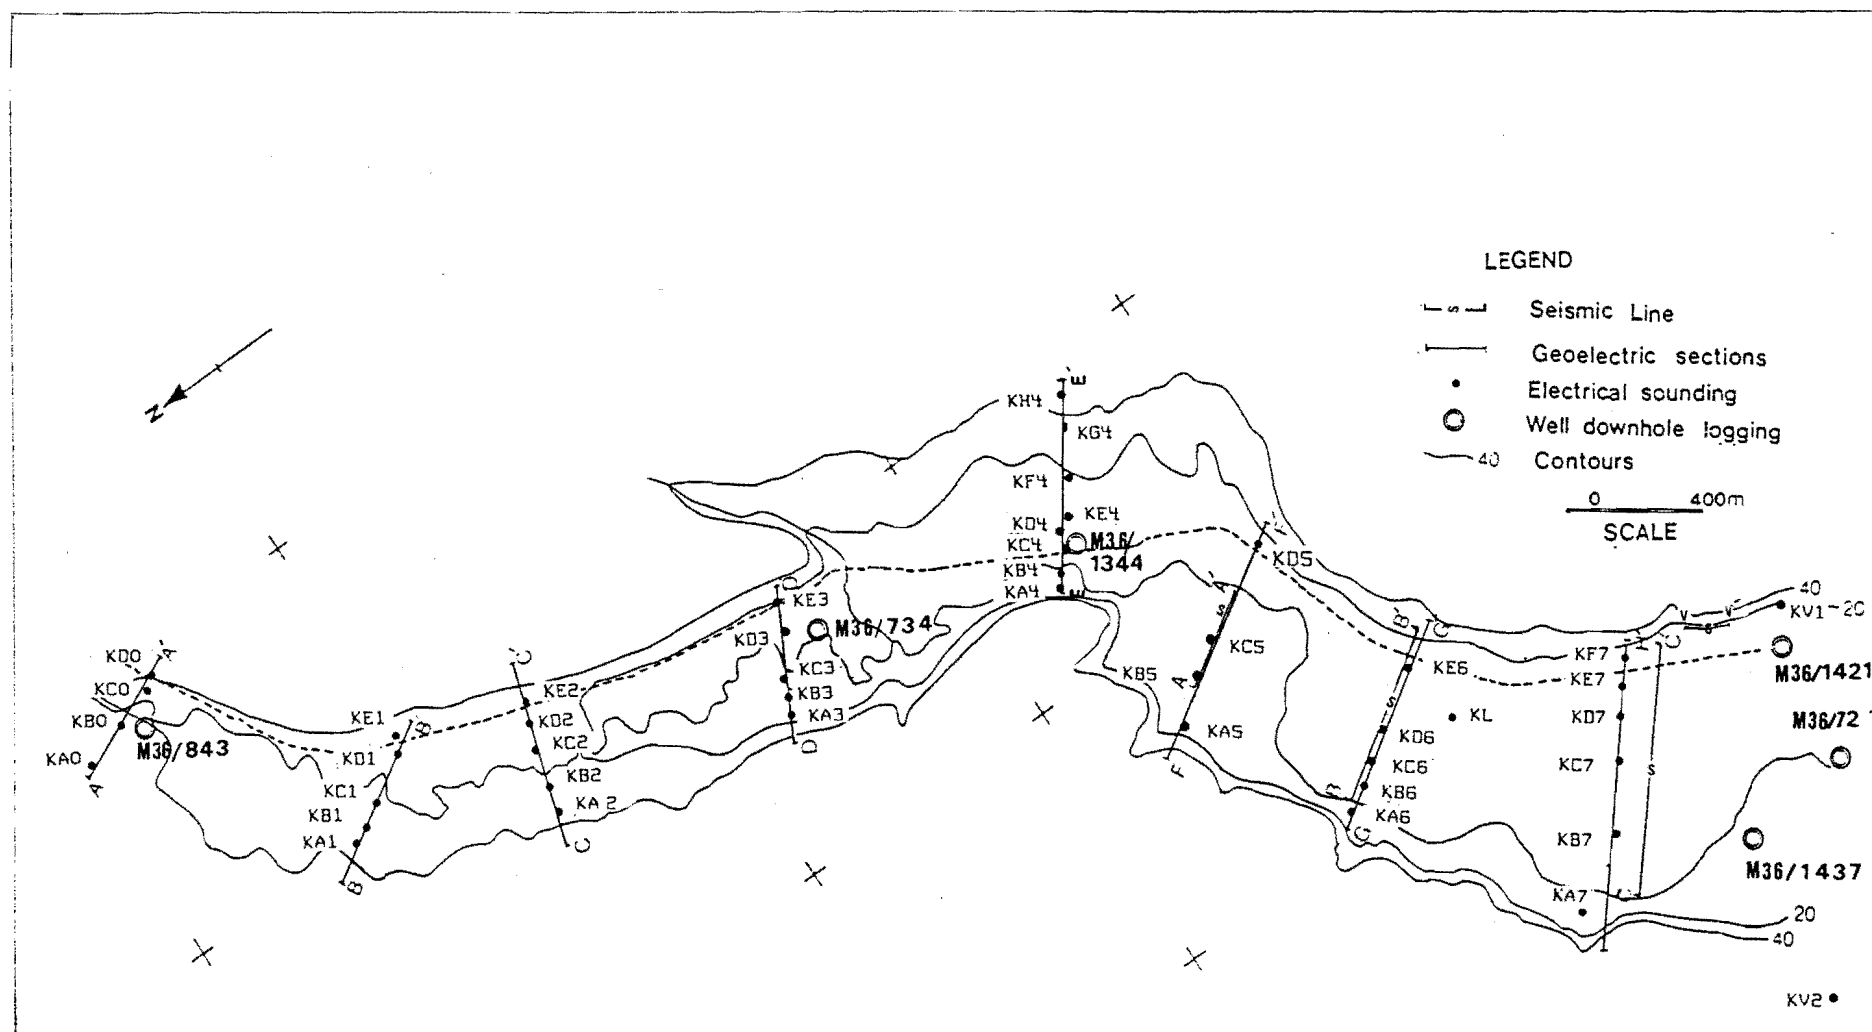 LEGEND
s Seismic Line
Geoelectric sections
Electrical sounding
Well downhole logging
40 Contours
0 400m
SCALE
N
KH4
E'
KG4
KF4
KE4
KD4
KC4
M36/
1344
KB4
KA4
E
F'
KD5
A'
S
KC5
A
KB5
KA5
F
D'
KE3
KD3
M36/734
KC3
KB3
KA3
D
C'
KE2
KD2
KC2
KB2
KA2
C
KD0
A'
KC0
KB0
M36/843
KA0
A
KE1
B'
KD1
KC1
KB1
KA1
B
B'
G'
KE6
S
KD6
KC6
B
KB6
KA6
G
KL
40
V V'
KV1
20
S
C'
KF7
KE7
M36/1421
KD7
M36/72
KC7
S
KB7
M36/1437
C
KA7
20
40
KV2